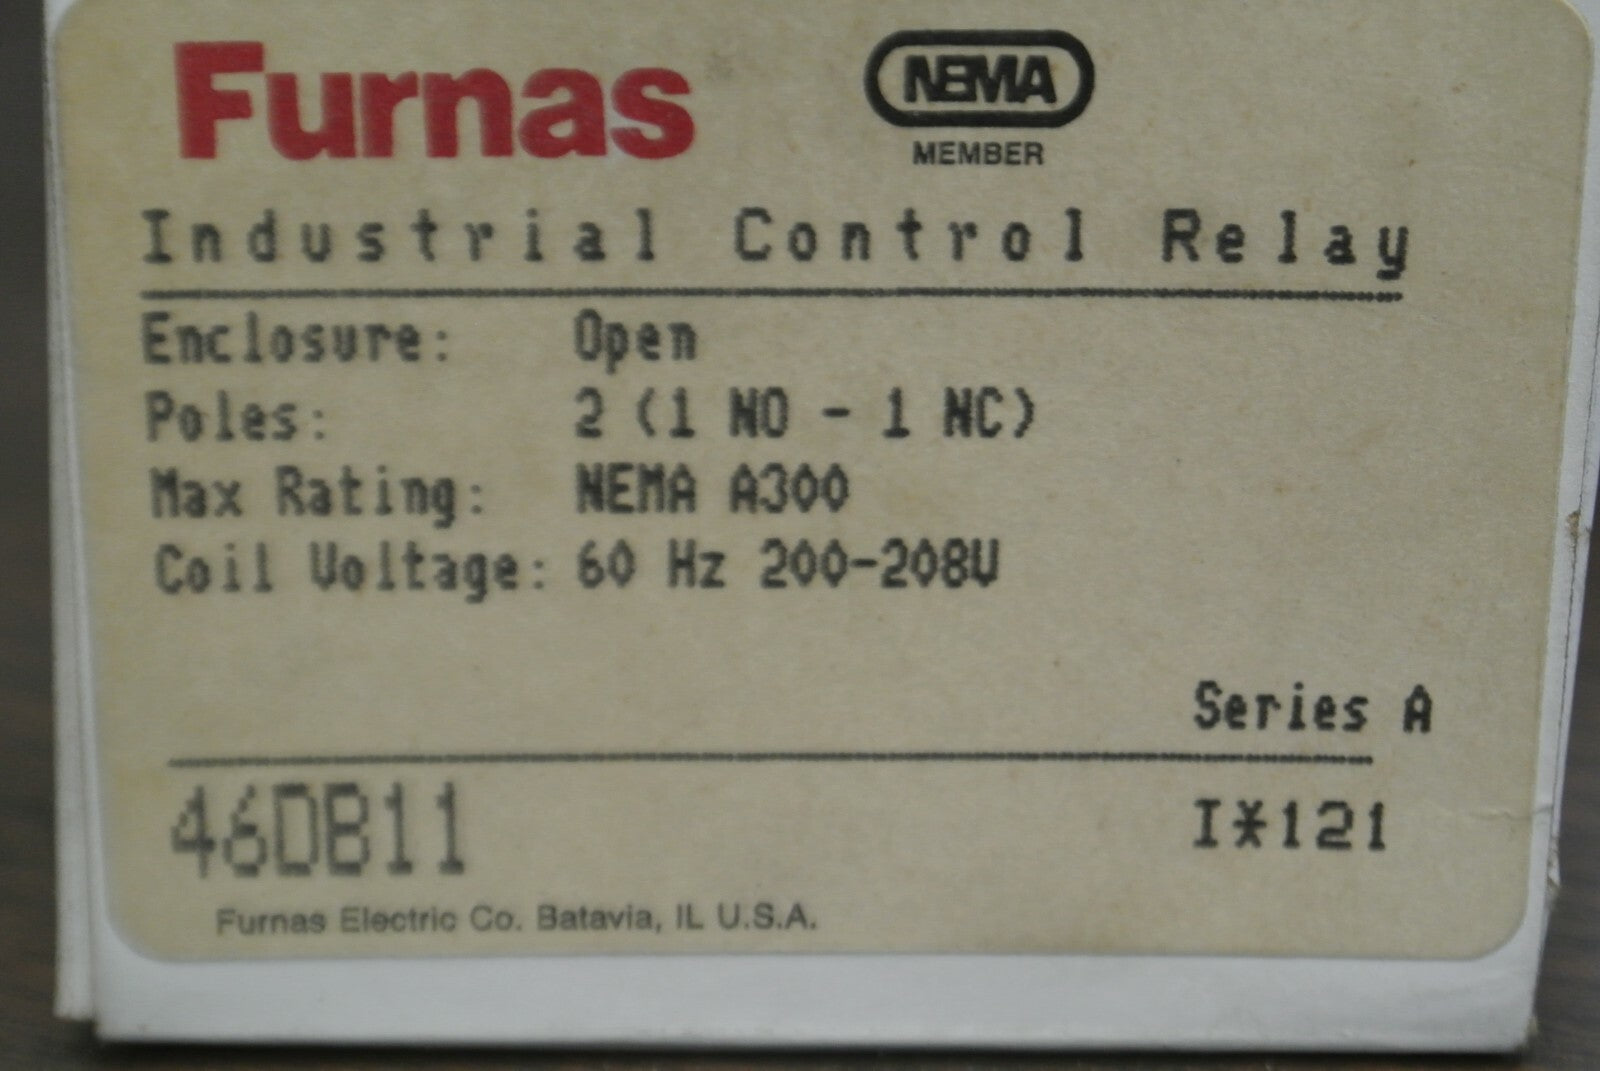 Furnas
NEMA
MEMBER
Industrial Control Relay
Enclosure: Open
Poles: 2 (1 NO - 1 NC)
Max Rating: NEMA A300
Coil Voltage: 60 Hz 200-208V
Series A
46DB11 I*121
Furnas Electric Co. Batavia, IL U.S.A.